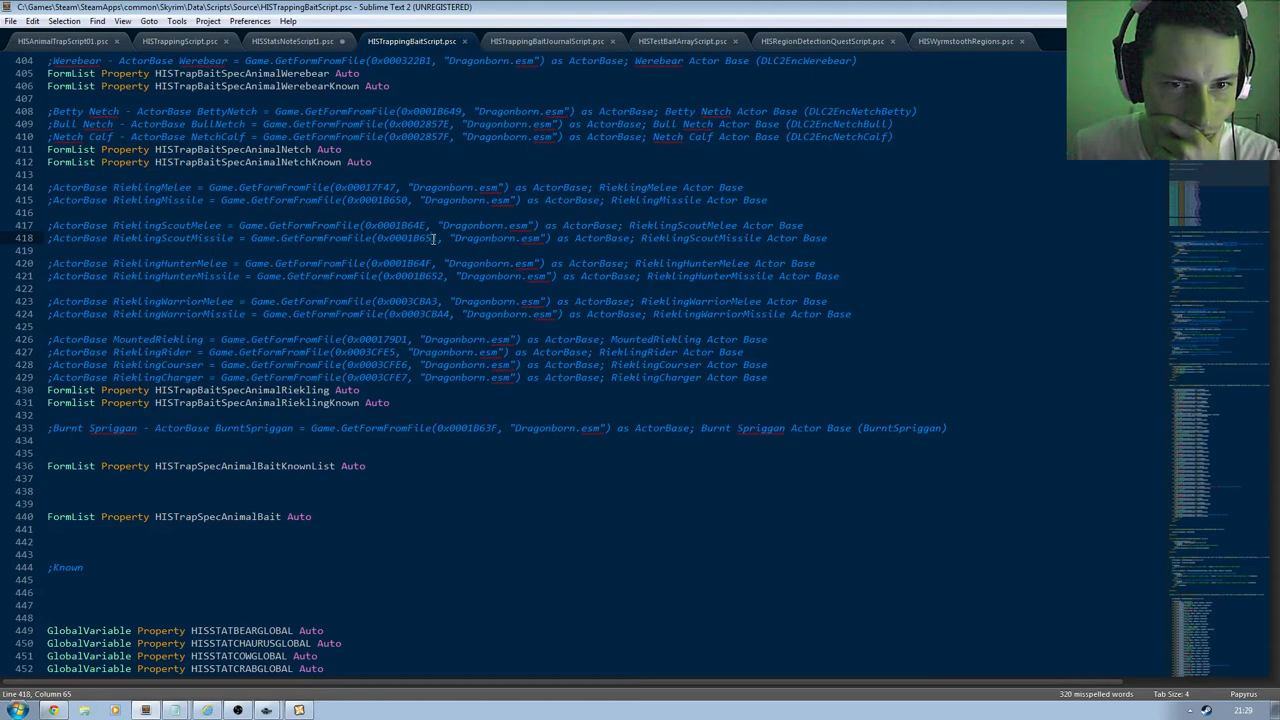 C:\Games\Steam\SteamApps\common\Skyrim\Data\Scripts\Source\HISTrappingBaitScript.psc - Sublime Text 2 (UNREGISTERED)
File Edit Selection Find View Goto Tools Project Preferences Help
HISAnimalTrapScript01.psc HISTrappingScript.psc HISStatsNoteScript1.psc HISTrappingBaitScript.psc HISTrappingBaitJournalScript.psc HISTestBaitArrayScript.psc HISRegionDetectionQuestScript.psc HISWyrmstoothRegions.psc
404 ;Werebear - ActorBase Werebear = Game.GetFormFromFile(0x000322B1, "Dragonborn.esm") as ActorBase; Werebear Actor Base (DLC2EncWerebear)
405 FormList Property HISTrapBaitSpecAnimalWerebear Auto
406 FormList Property HISTrapBaitSpecAnimalWerebearKnown Auto
407
408 ;Betty Netch - ActorBase BettyNetch = Game.GetFormFromFile(0x0001B649, "Dragonborn.esm") as ActorBase; Betty Netch Actor Base (DLC2EncNetchBetty)
409 ;Bull Netch - ActorBase BullNetch = Game.GetFormFromFile(0x0002857E, "Dragonborn.esm") as ActorBase; Bull Netch Actor Base (DLC2EncNetchBull)
410 ;Netch Calf - ActorBase NetchCalf = Game.GetFormFromFile(0x0002857F, "Dragonborn.esm") as ActorBase; Netch Calf Actor Base (DLC2EncNetchCalf)
411 FormList Property HISTrapBaitSpecAnimalNetch Auto
412 FormList Property HISTrapBaitSpecAnimalNetchKnown Auto
413
414 ;ActorBase RieklingMelee = Game.GetFormFromFile(0x00017F47, "Dragonborn.esm") as ActorBase; RieklingMelee Actor Base
415 ;ActorBase RieklingMissile = Game.GetFormFromFile(0x0001B650, "Dragonborn.esm") as ActorBase; RieklingMissile Actor Base
416
417 ;ActorBase RieklingScoutMelee = Game.GetFormFromFile(0x0001B64E, "Dragonborn.esm") as ActorBase; RieklingScoutMelee Actor Base
418 ;ActorBase RieklingScoutMissile = "Dragonborn.esm") as ActorBase; RieklingScoutMissile Actor Base
419
420 ;ActorBase RieklingHunterMelee = Game.GetFormFromFile(0x0001B64F, "Dragonborn.esm") as ActorBase; RieklingHunterMelee Actor Base
421 ;ActorBase RieklingHunterMissile = Game.GetFormFromFile(0x0001B652, "Dragonborn.esm") as ActorBase; RieklingHunterMissile Actor Base
422
423 ;ActorBase RieklingWarriorMelee = Game.GetFormFromFile(0x0003CBA3, "Dragonborn.esm") as ActorBase; RieklingWarriorMelee Actor Base
424 ;ActorBase RieklingWarriorMissile = Game.GetFormFromFile(0x0003CBA4, "Dragonborn.esm") as ActorBase; RieklingWarriorMissile Actor Base
425
426 ;ActorBase MountedRiekling = Game.GetFormFromFile(0x000179D1, "Dragonborn.esm") as ActorBase; MountedRiekling Actor Base
427 ;ActorBase RieklingRider = Game.GetFormFromFile(0x0003CFE5, "Dragonborn.esm") as ActorBase; RieklingRider Actor Base
428 ;ActorBase RieklingCourser = Game.GetFormFromFile(0x0003CFE6, "Dragonborn.esm") as ActorBase; RieklingCourser Actor Base
429 ;ActorBase RieklingCharger = Game.GetFormFromFile(0x0003CFE7, "Dragonborn.esm") as ActorBase; RieklingCharger Actor Base
430 FormList Property HISTrapBaitSpecAnimalRiekling Auto
431 FormList Property HISTrapBaitSpecAnimalRieklingKnown Auto
432
433 ;Burnt Spriggan - ActorBase BurntSpriggan = "Dragonborn.esm") as ActorBase; Burnt Spriggan Actor Base (BurntSpriggan)
434
435
436 FormList Property HISTrapSpecAnimalBaitKnownList Auto
437
438
439
440 FormList Property HISTrapSpecAnimalBait Auto
441
442
443
444 ;Known
445
446
447
448
449 GlobalVariable Property HISSTATBEARGLOBAL Auto
450 GlobalVariable Property HISSTATCHAURUSGLOBAL Auto
451 GlobalVariable Property HISSTATCOWGLOBAL Auto
452 GlobalVariable Property HISSTATCRABGLOBAL Auto
Line 418, Column 65 320 misspelled words Tab Size: 4 Papyrus
21:29